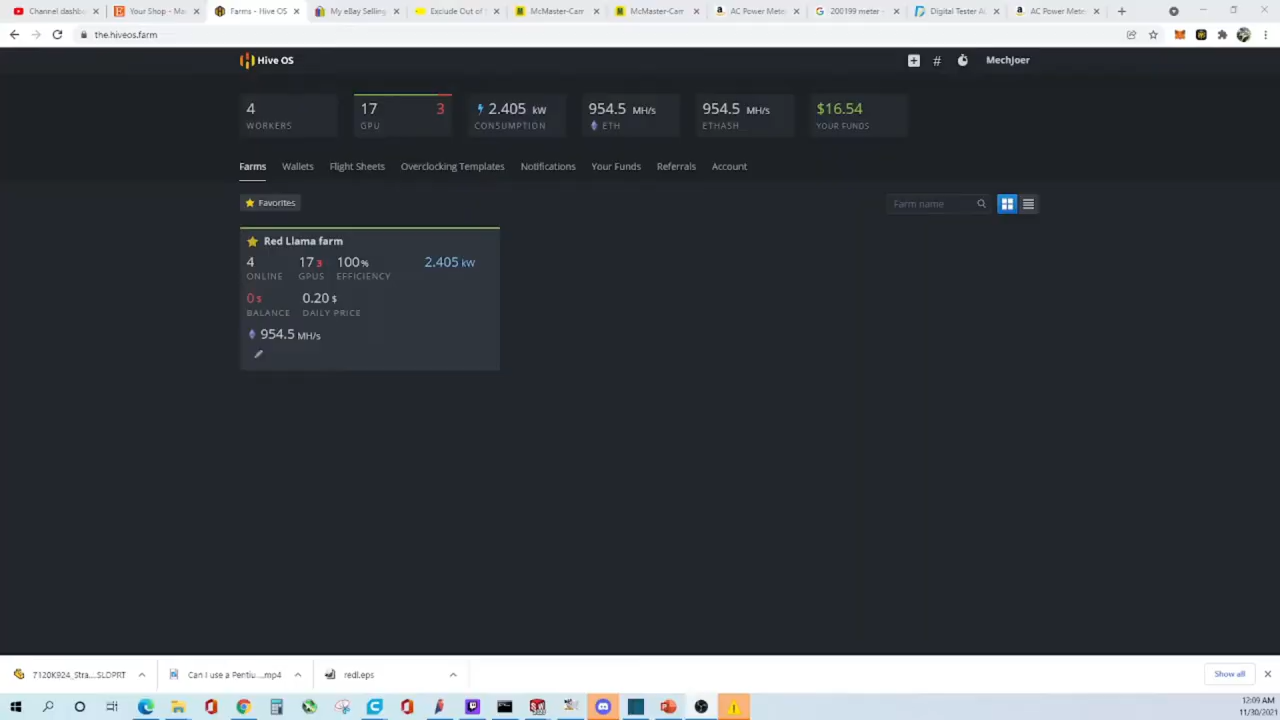 Channel dashb
Your Shop – Ma
Farms - Hive OS
My eBay Selling
Exclude Out of
McMaster-Carr
McMaster-Carr
AC Power Mete
200199 meter -
Digital Tester A
AC Power Mete
the.hiveos.farm
Hive OS
#
MechJoer
4
WORKERS
17
3
GPU
2.405 kW
CONSUMPTION
954.5 MH/s
ETH
954.5 MH/s
ETHASH
$16.54
YOUR FUNDS
Farms
Wallets
Flight Sheets
Overclocking Templates
Notifications
Your Funds
Referrals
Account
Favorites
Farm name
Red Llama farm
4
17 3
100%
2.405 kW
ONLINE
GPUS
EFFICIENCY
0 $
0.20 $
BALANCE
DAILY PRICE
954.5 MH/s
7120K924_Stra....SLDPRT
Can I use a Pentiu....mp4
redl.eps
Show all
12:09 AM
11/30/2021